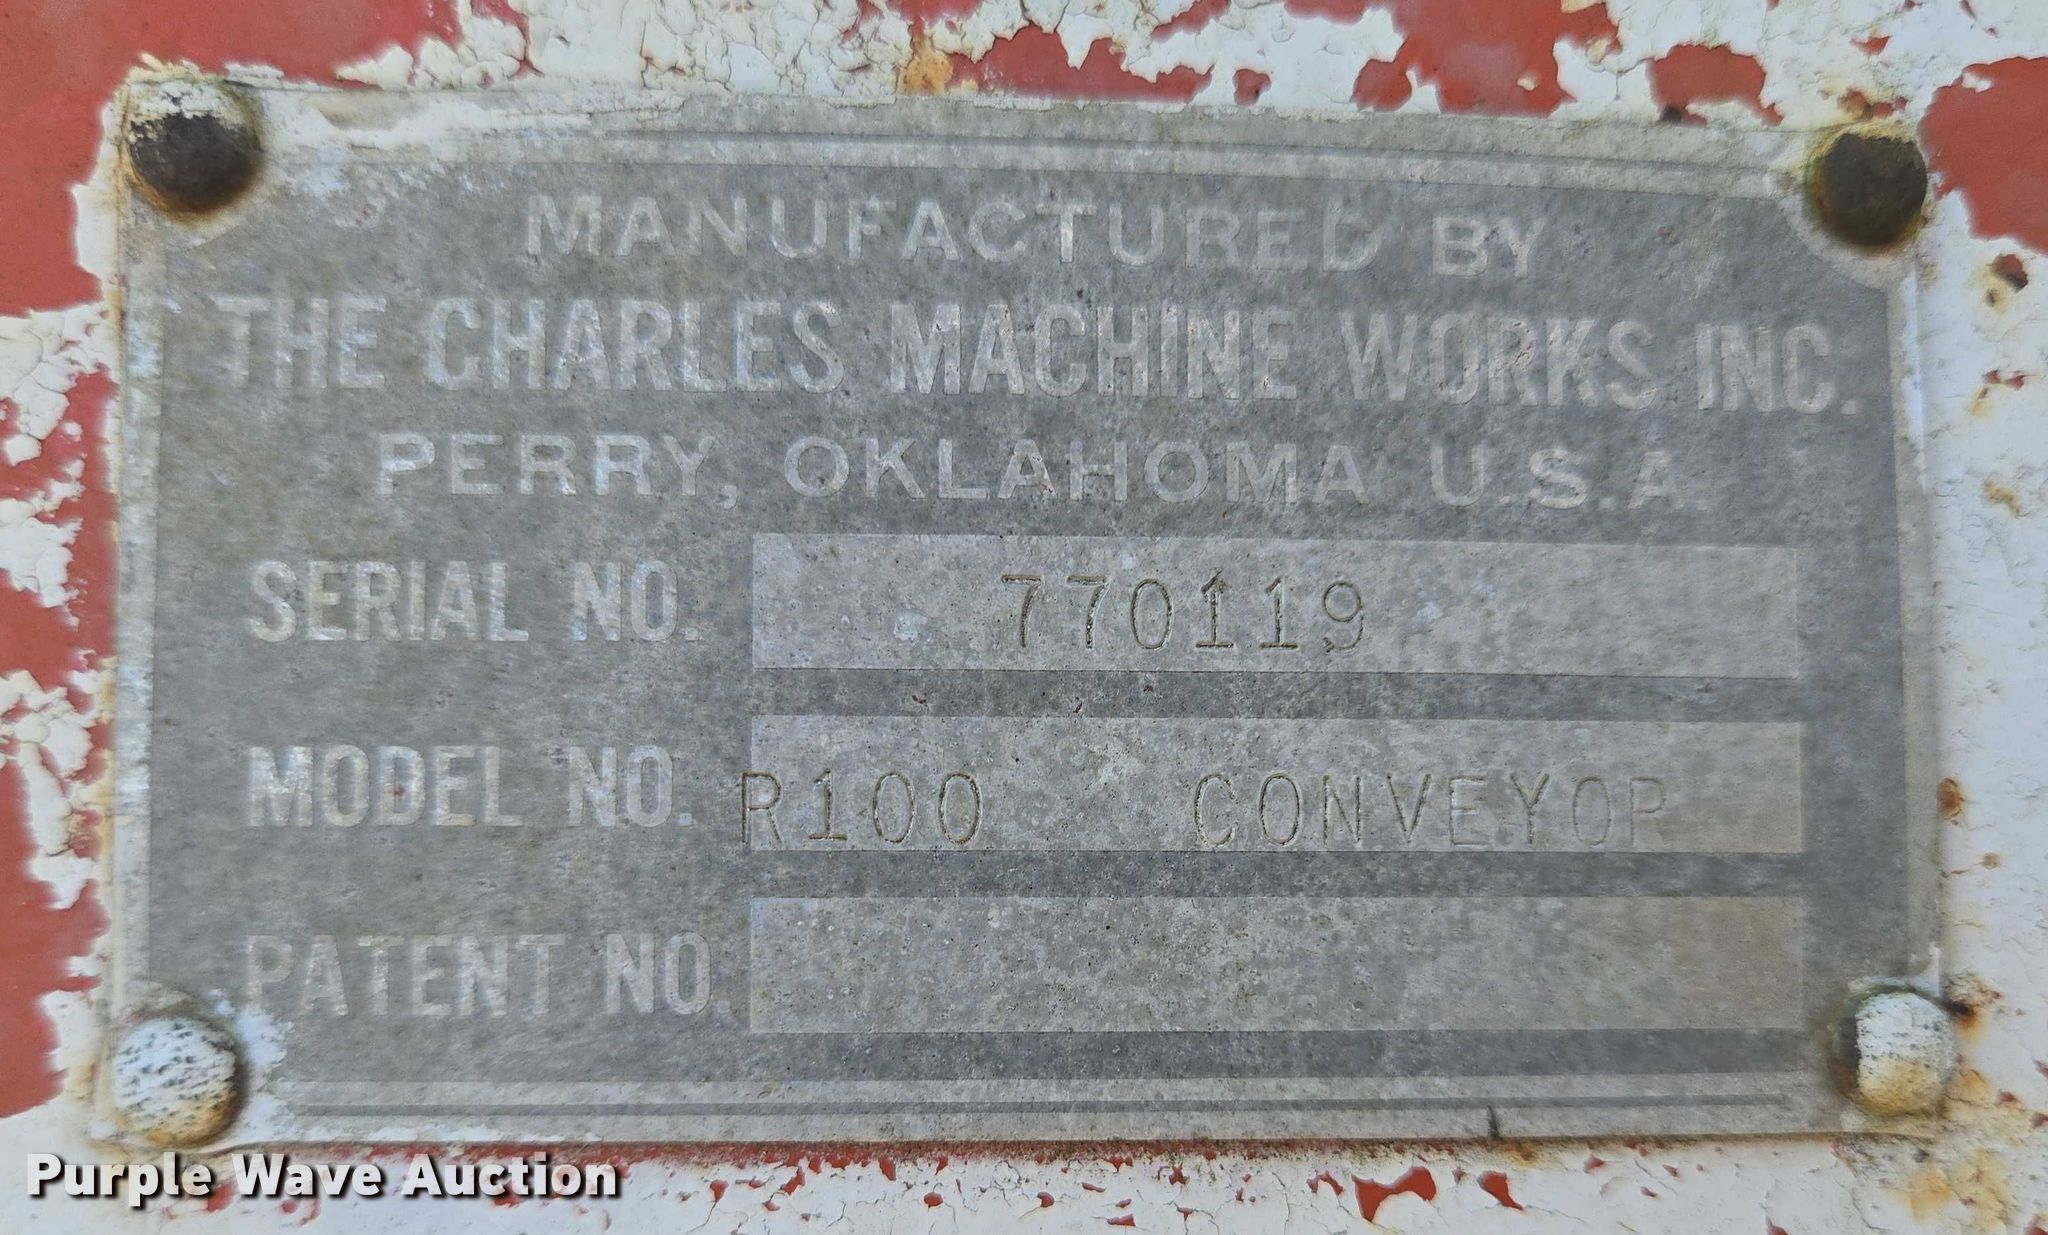 MANUFACTURED BY
THE CHARLES MACHINE WORKS INC.
PERRY, OKLAHOMA U.S.A.
SERIAL NO. 770119
MODEL NO. R100 CONVEYOR
PATENT NO.
Purple Wave Auction